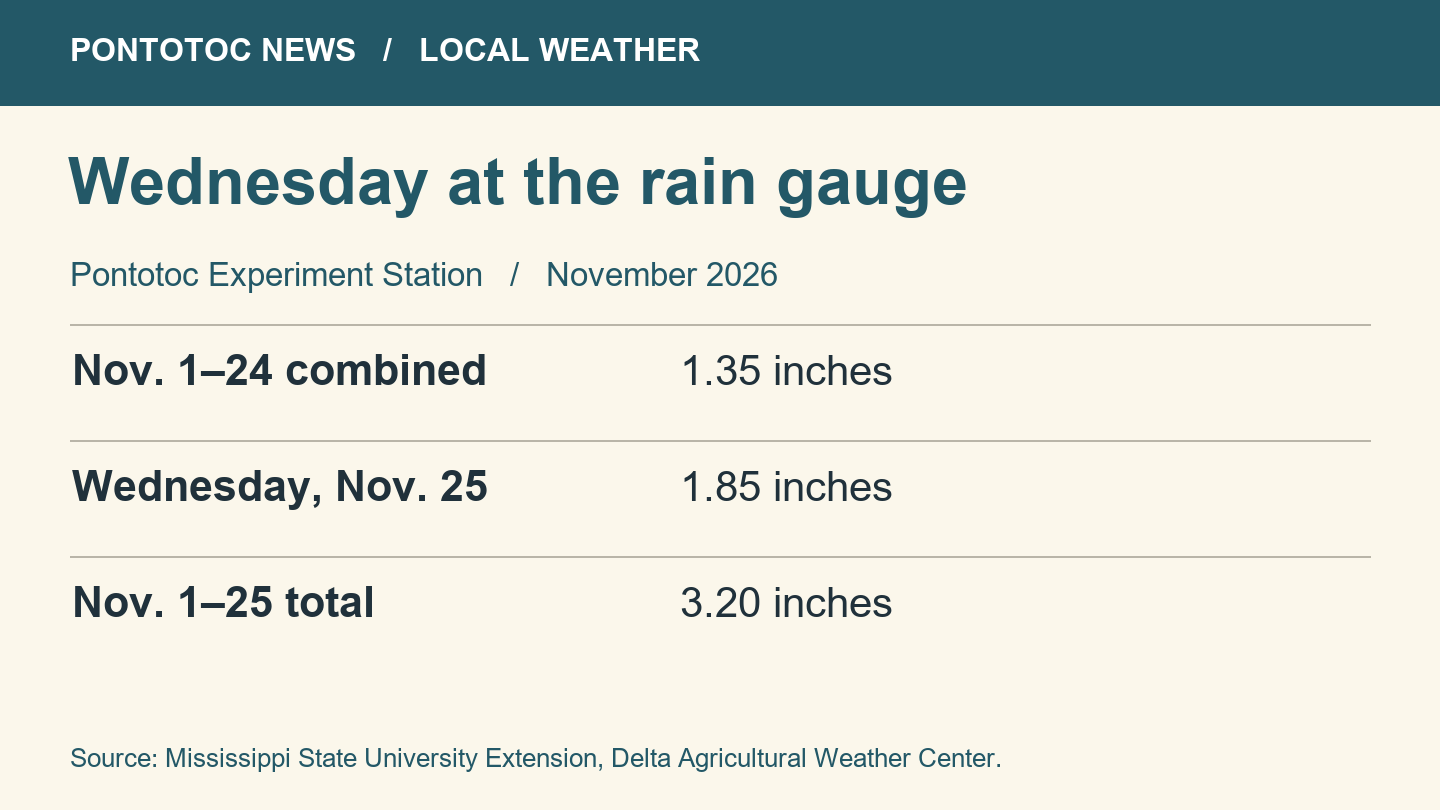 PONTOTOC NEWS / LOCAL WEATHER
Wednesday at the rain gauge
Pontotoc Experiment Station / November 2026
Nov. 1–24 combined 1.35 inches
Wednesday, Nov. 25 1.85 inches
Nov. 1–25 total 3.20 inches
Source: Mississippi State University Extension, Delta Agricultural Weather Center.